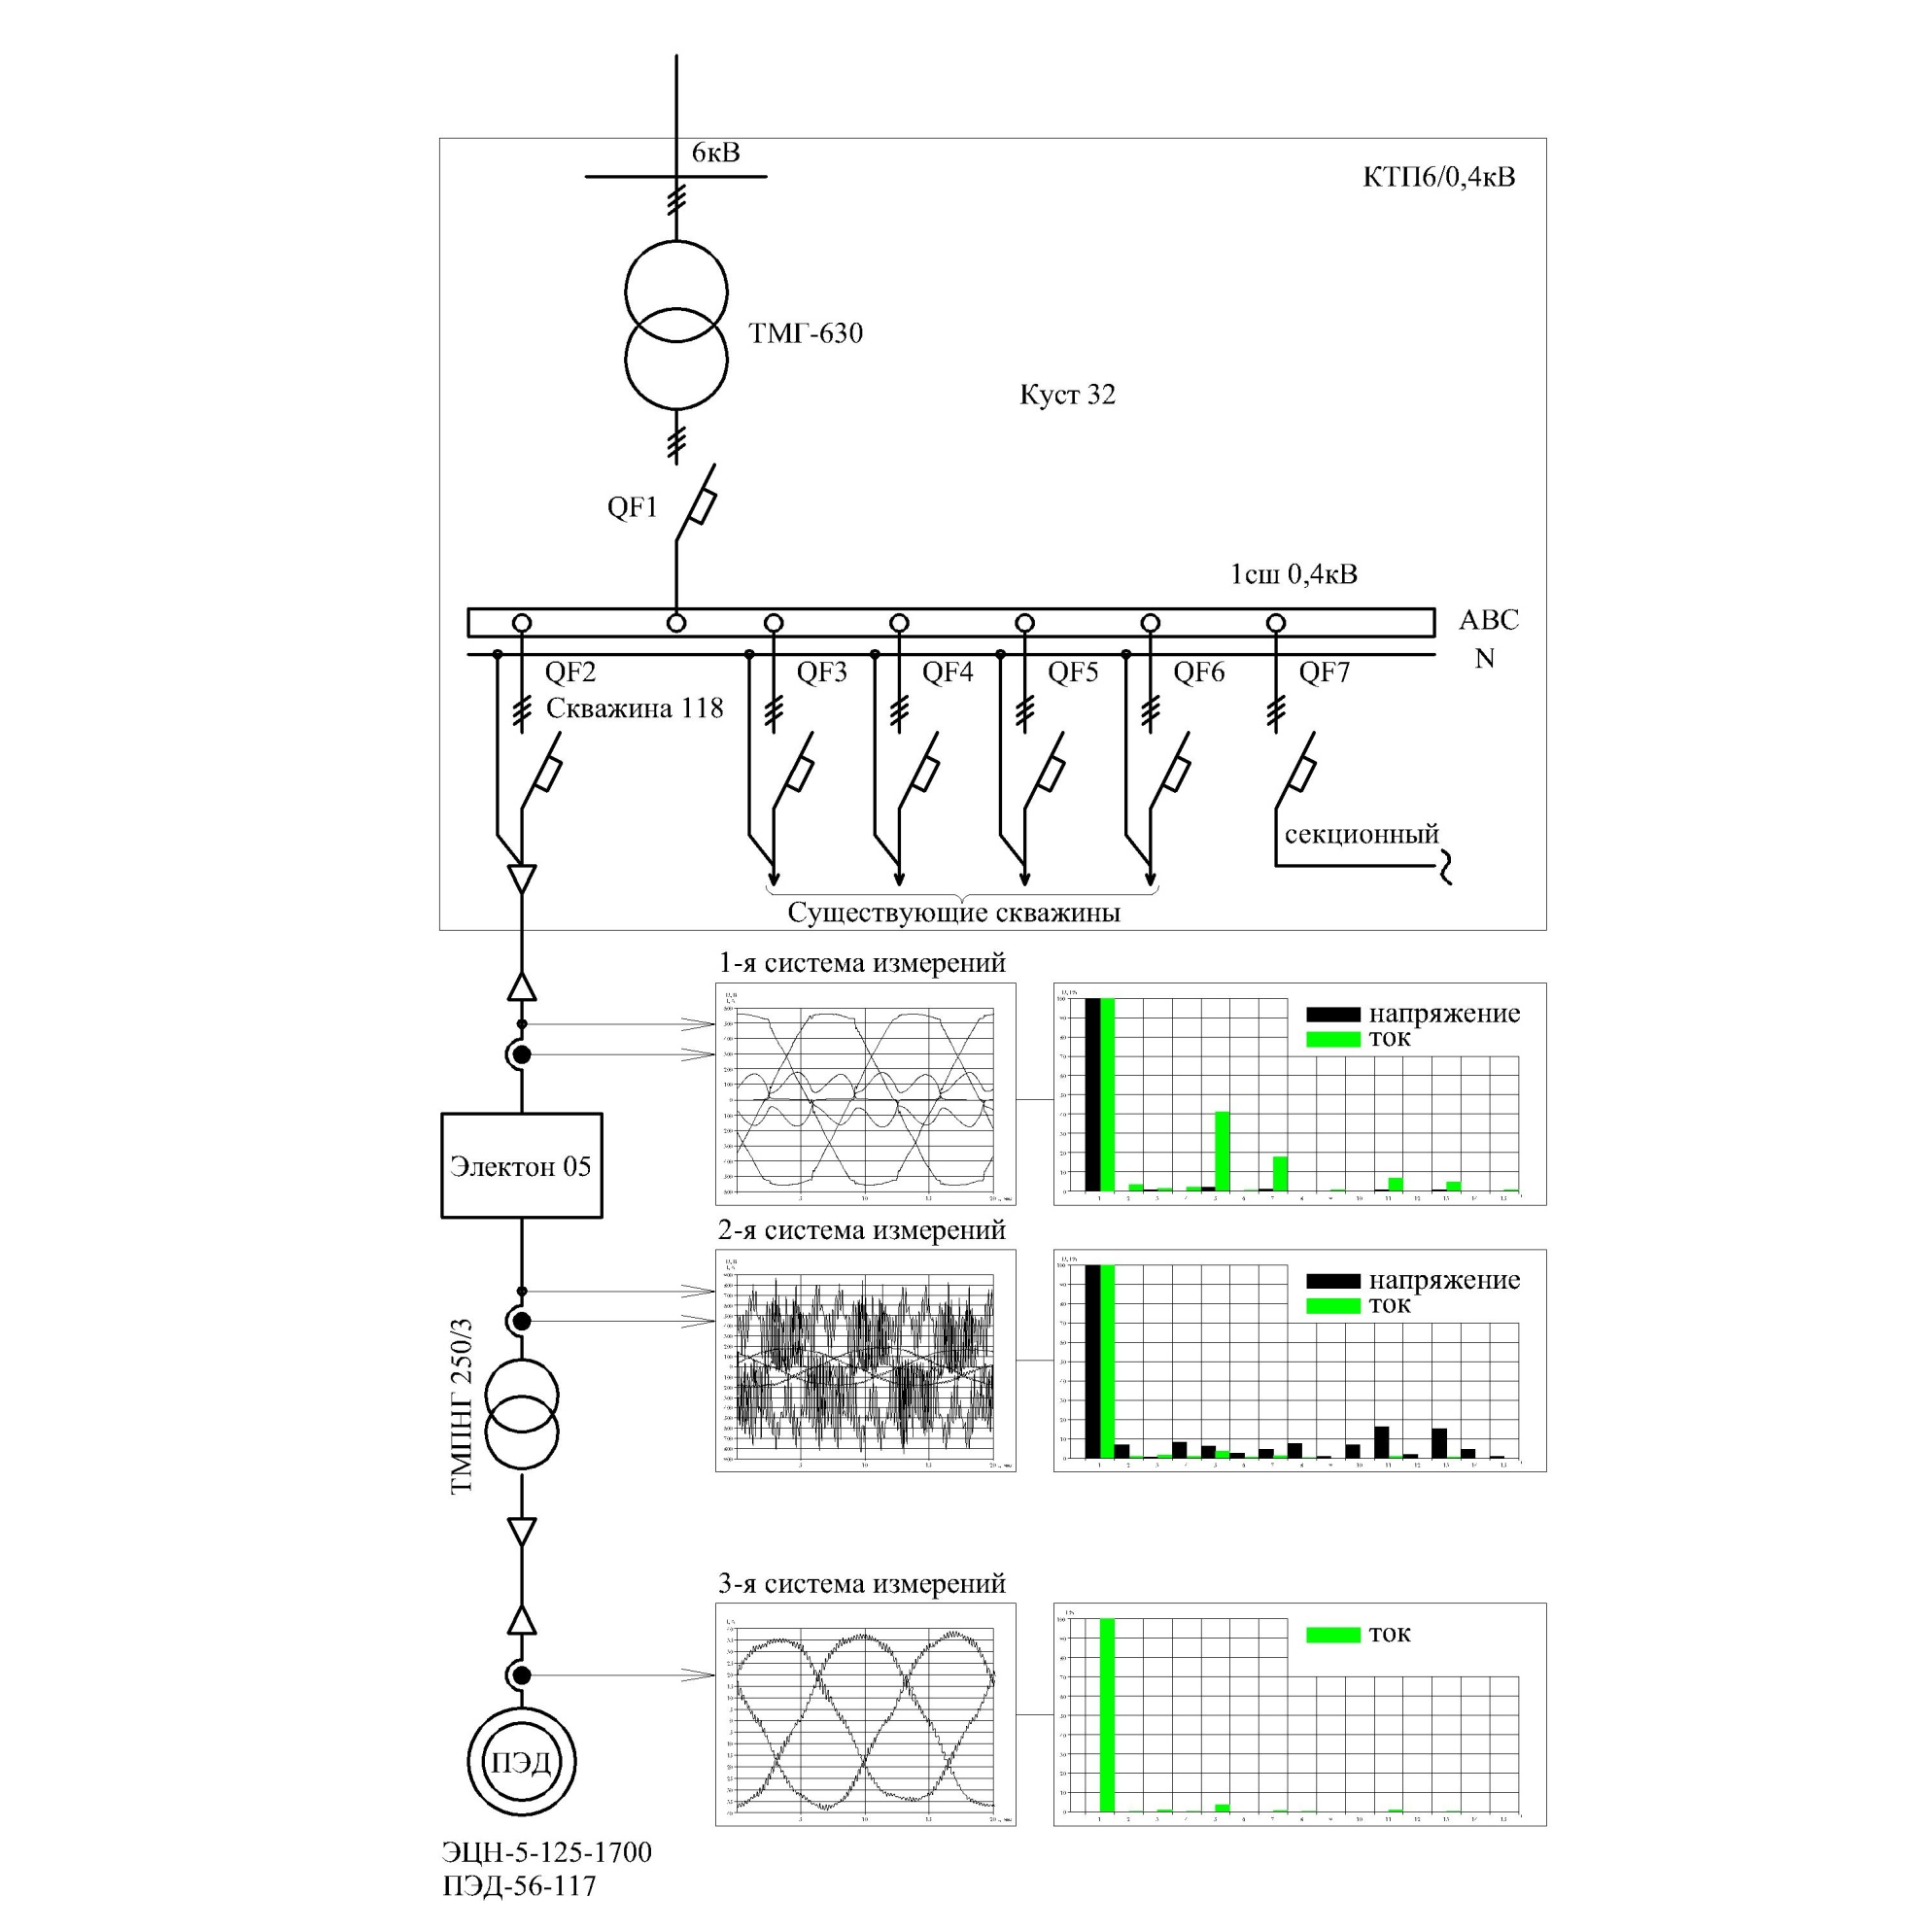 6кВ
КТП6/0,4кВ
ТМГ-630
Куст 32
QF1
1сш 0,4кВ
ABC
N
QF2
QF3
QF4
QF5
QF6
QF7
Скважина 118
секционный
Существующие скважины
1-я система измерений
напряжение
ток
Электон 05
2-я система измерений
напряжение
ток
ТМПНГ 250/3
3-я система измерений
ток
ПЭД
ЭЦН-5-125-1700
ПЭД-56-117